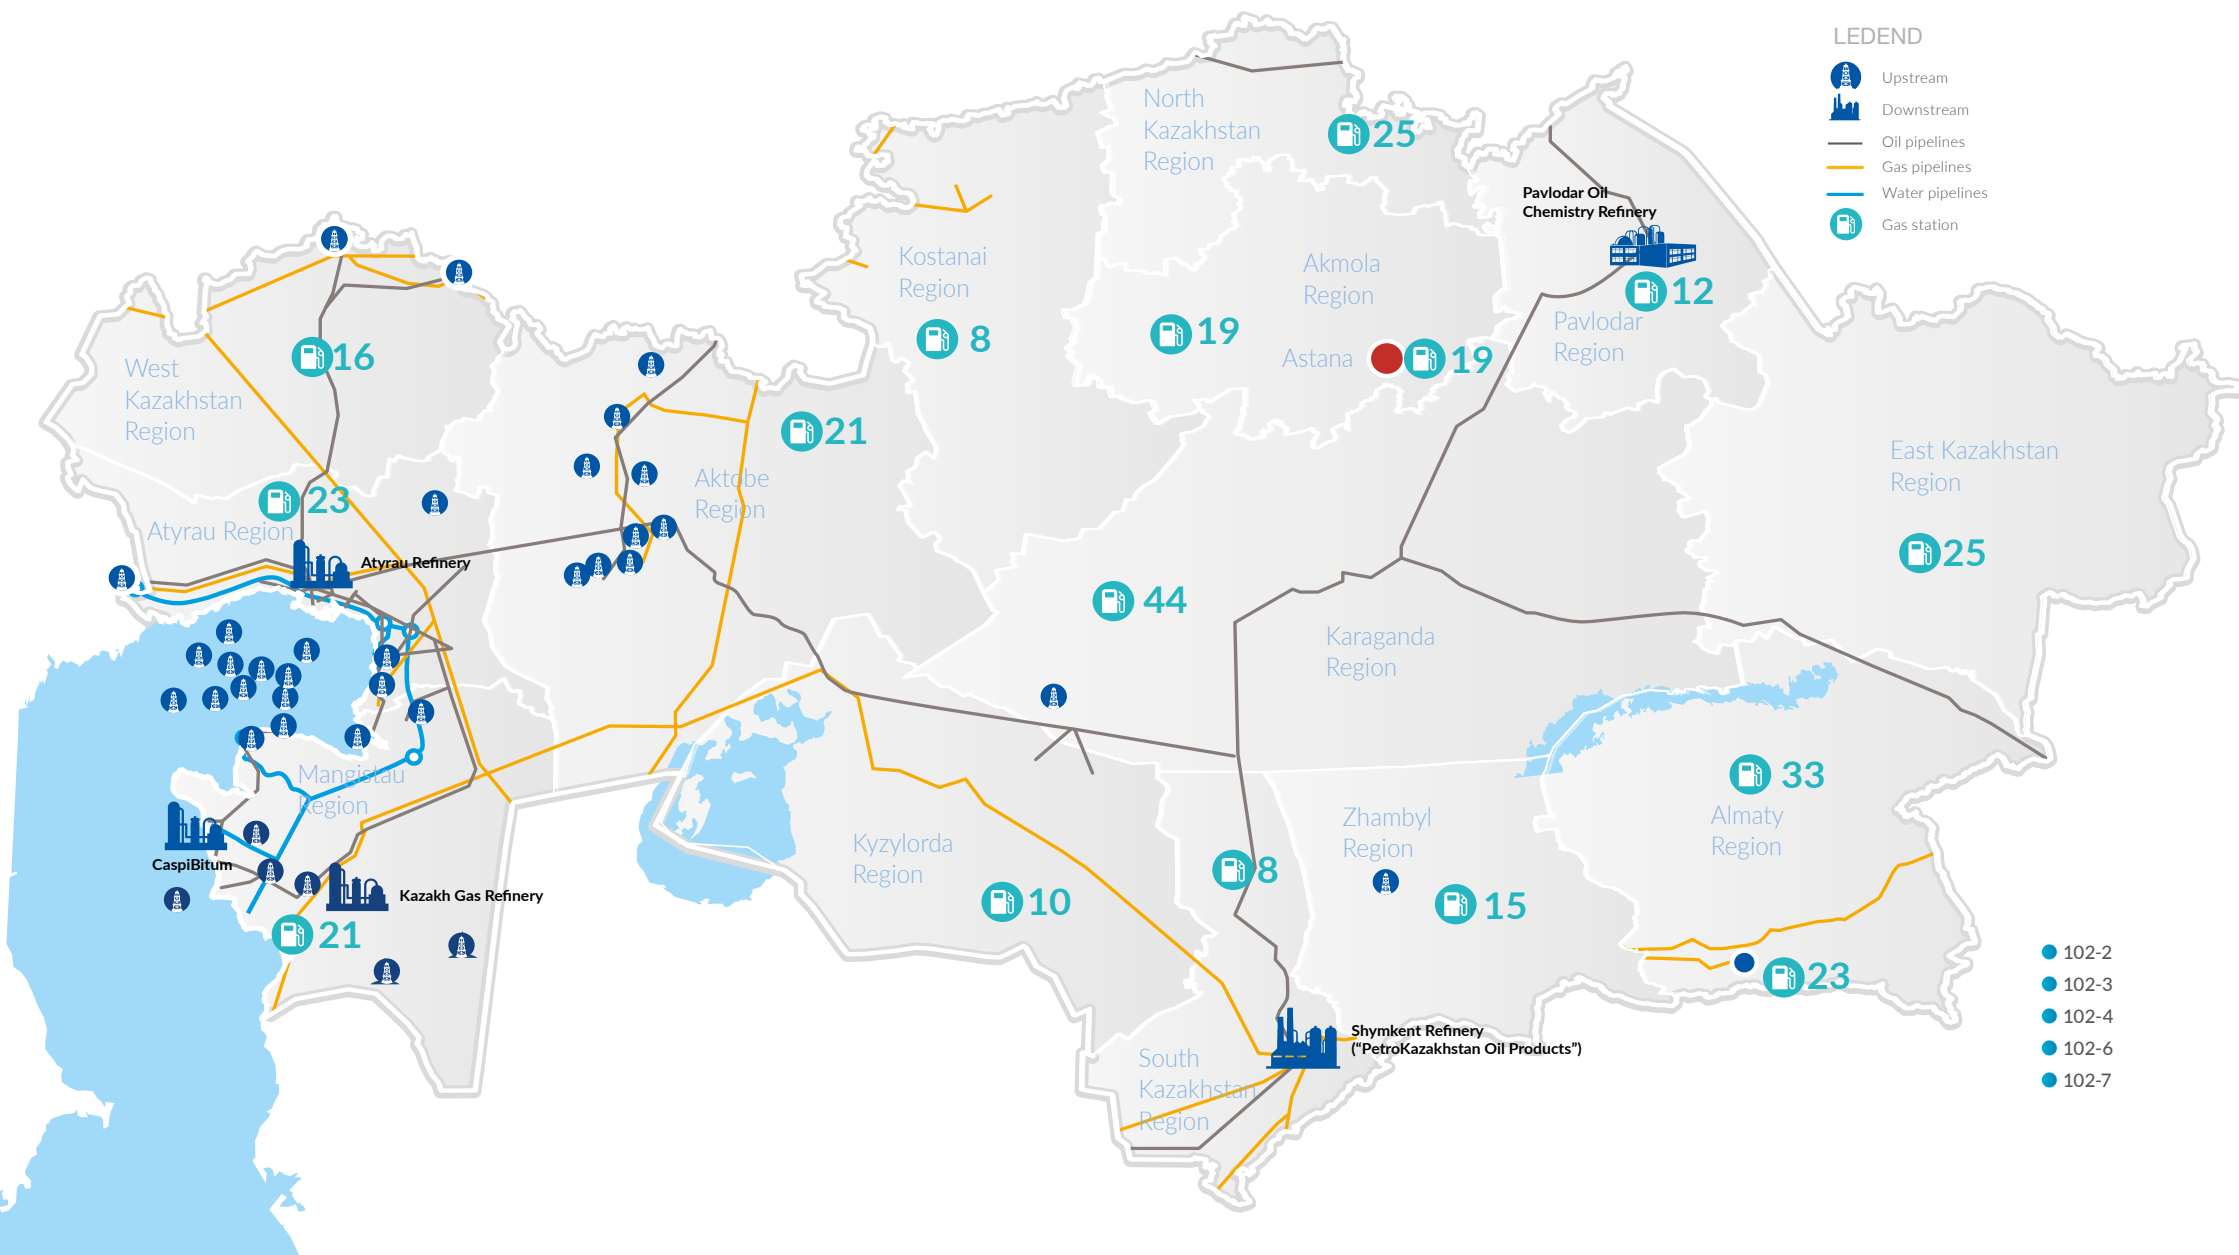 LEDEND
Upstream
Downstream
Oil pipelines
Gas pipelines
Water pipelines
Gas station
North
Kazakhstan
Region
25
Pavlodar Oil
Chemistry Refinery
12
Pavlodar
Region
Kostanai
Region
8
Akmola
Region
19
Astana
19
West
Kazakhstan
Region
16
21
Aktobe
Region
23
Atyrau Region
Atyrau Refinery
East Kazakhstan
Region
25
44
Karaganda
Region
Mangistau
Region
CaspiBitum
Kazakh Gas Refinery
21
Kyzylorda
Region
10
8
Zhambyl
Region
15
33
Almaty
Region
23
Shymkent Refinery
(“PetroKazakhstan Oil Products”)
South
Kazakhstan
Region
102-2
102-3
102-4
102-6
102-7